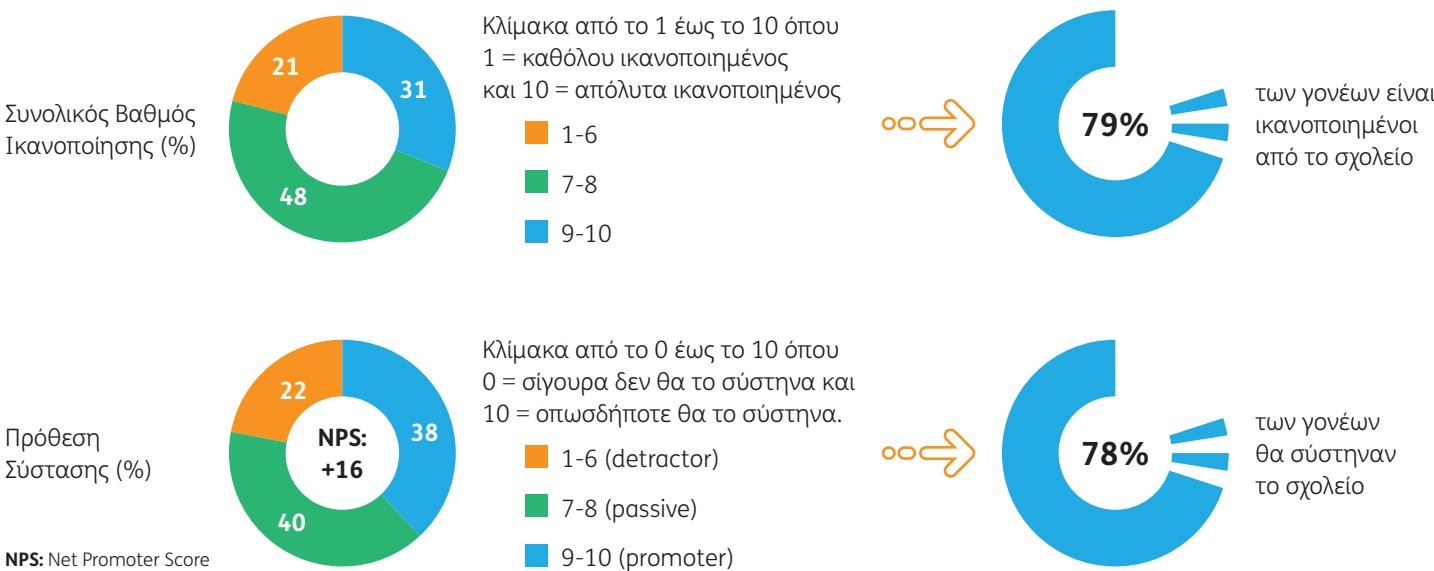 Συνολικός Βαθμός
Ικανοποίησης (%)
21
31
48
Κλίμακα από το 1 έως το 10 όπου
1 = καθόλου ικανοποιημένος
και 10 = απόλυτα ικανοποιημένος
1-6
7-8
9-10
79%
των γονέων είναι
ικανοποιημένοι
από το σχολείο
Πρόθεση
Σύστασης (%)
22
38
40
NPS:
+16
Κλίμακα από το 0 έως το 10 όπου
0 = σίγουρα δεν θα το σύστηνα και
10 = οπωσδήποτε θα το σύστηνα.
1-6 (detractor)
7-8 (passive)
9-10 (promoter)
78%
των γονέων
θα σύστηναν
το σχολείο
NPS: Net Promoter Score